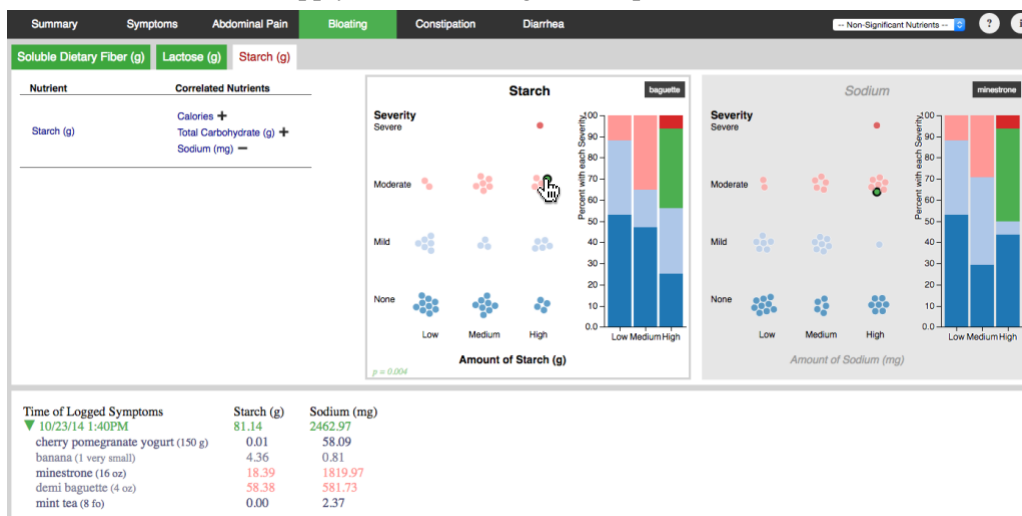 Summary Symptoms Abdominal Pain Bloating Constipation Diarrhea -- Non-Significant Nutrients -- ?
Soluble Dietary Fiber (g) Lactose (g) Starch (g)
Nutrient Correlated Nutrients
Starch (g)
Calories +
Total Carbohydrate (g) +
Sodium (mg) −
Starch baguette
Severity
Severe
Moderate
Mild
None
Low Medium High
Amount of Starch (g)
p = 0.004
Percent with each Severity
100
90
80
70
60
50
40
30
20
10
0.0
Low Medium High
Sodium minestrone
Severity
Severe
Moderate
Mild
None
Low Medium High
Amount of Sodium (mg)
Percent with each Severity
100
90
80
70
60
50
40
30
20
10
0.0
Low Medium High
Time of Logged Symptoms Starch (g) Sodium (mg)
▼ 10/23/14 1:40PM 81.14 2462.97
cherry pomegranate yogurt (150 g) 0.01 58.09
banana (1 very small) 4.36 0.81
minestrone (16 oz) 18.39 1819.97
demi baguette (4 oz) 58.38 581.73
mint tea (8 fo) 0.00 2.37